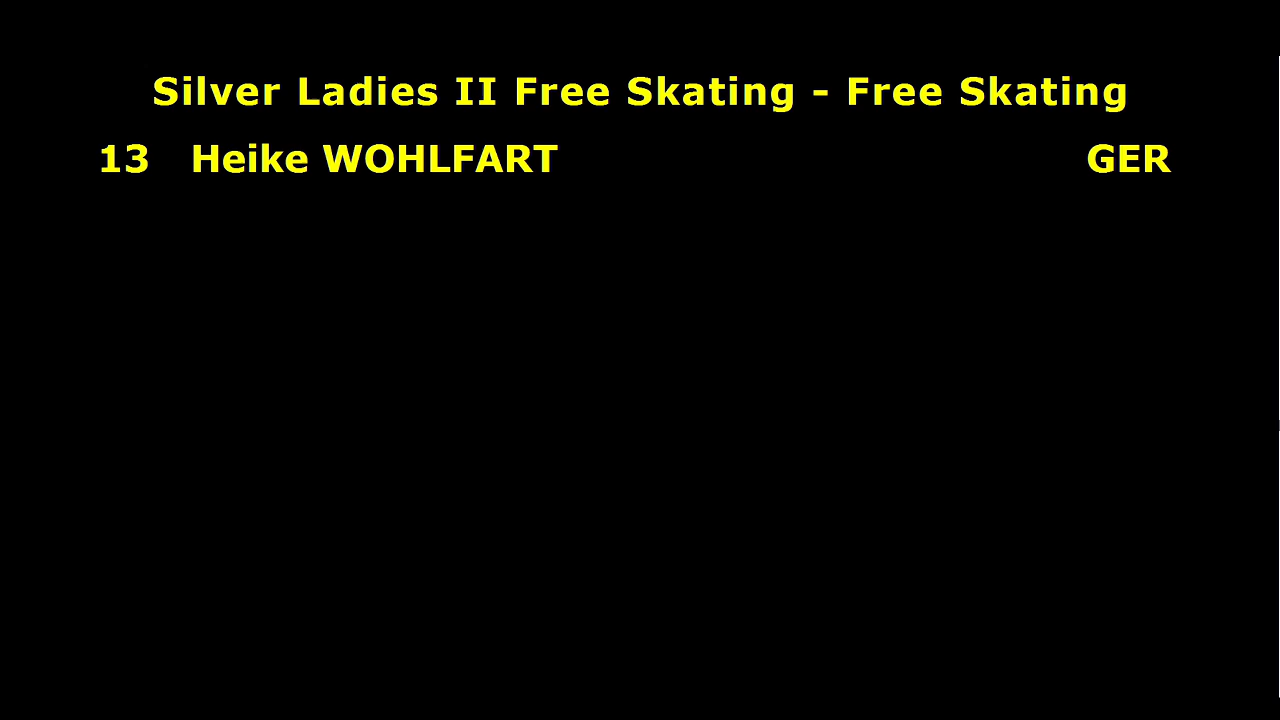 Silver Ladies II Free Skating - Free Skating
13 Heike WOHLFART GER